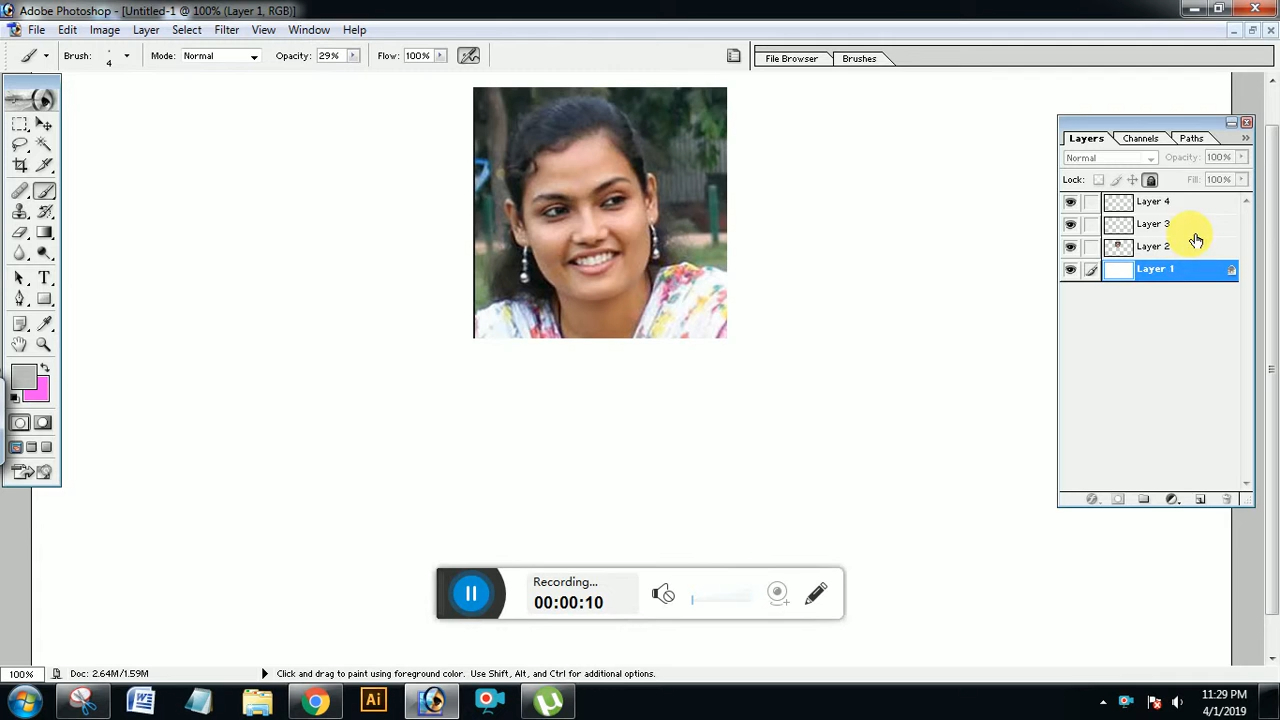 Adobe Photoshop - [Untitled-1 @ 100% (Layer 1, RGB)]
File Edit Image Layer Select Filter View Window Help
Brush: 4 Mode: Normal Opacity: 29% Flow: 100% File Browser Brushes
Layers Channels Paths
Normal Opacity: 100%
Lock: Fill: 100%
Layer 4
Layer 3
Layer 2
Layer 1
Recording...
00:00:10
100% Doc: 2.64M/1.59M Click and drag to paint using foreground color. Use Shift, Alt, and Ctrl for additional options.
11:29 PM
4/1/2019